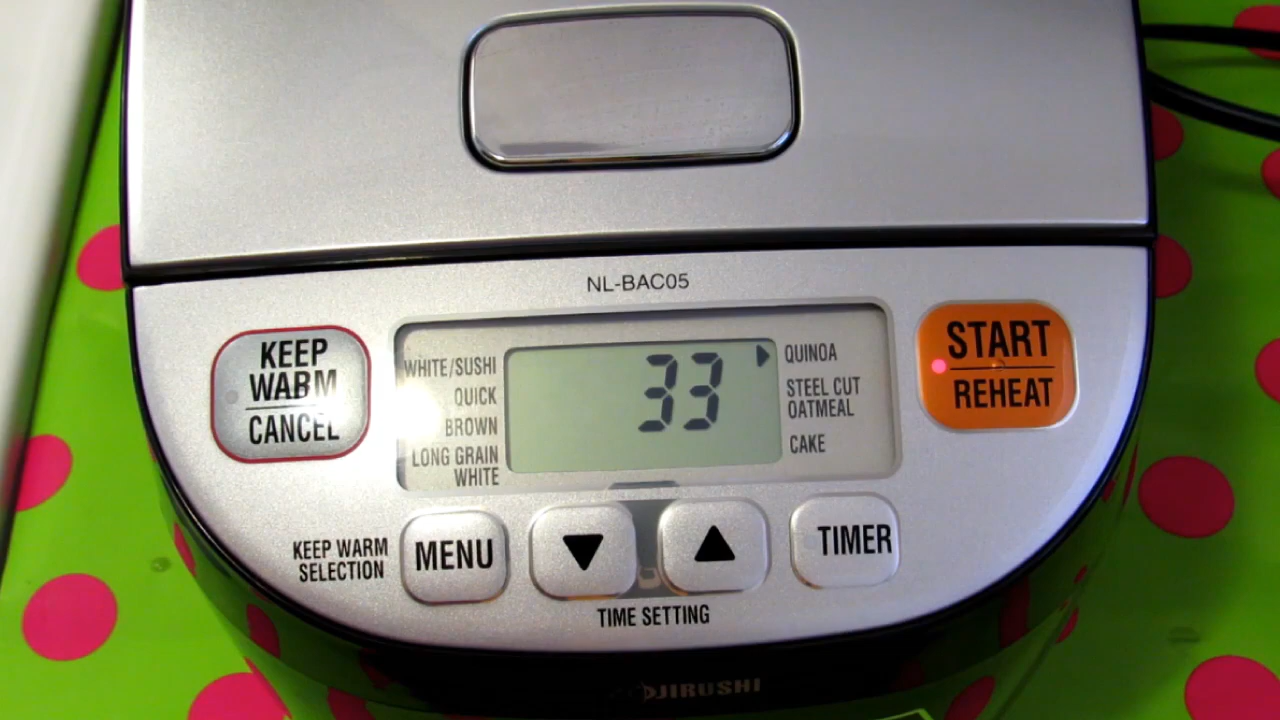 NL-BAC05
KEEP
WARM
CANCEL
WHITE/SUSHI
QUICK
BROWN
LONG GRAIN
WHITE
33
QUINOA
STEEL CUT
OATMEAL
CAKE
START
REHEAT
KEEP WARM
SELECTION
MENU
TIMER
TIME SETTING
ZOJIRUSHI